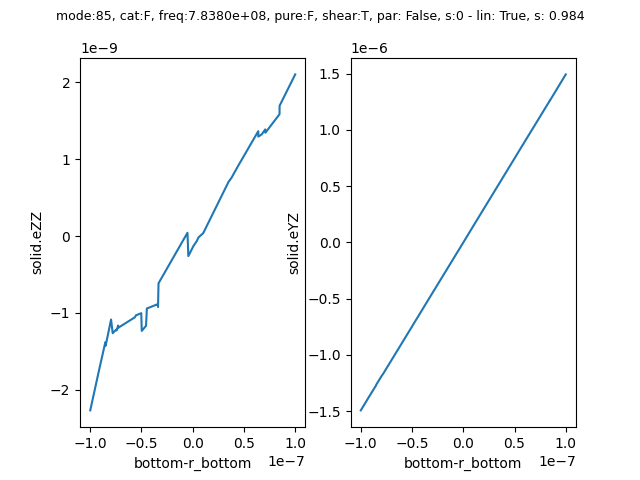 mode:85, cat:F, freq:7.8380e+08, pure:F, shear:T, par: False, s:0 - lin: True, s: 0.984
1e−9
2
1
0
−1
−2
solid.eZZ
−1.0 −0.5 0.0 0.5 1.0
bottom-r_bottom 1e−7
1e−6
1.5
1.0
0.5
0.0
−0.5
−1.0
−1.5
solid.eYZ
−1.0 −0.5 0.0 0.5 1.0
bottom-r_bottom 1e−7